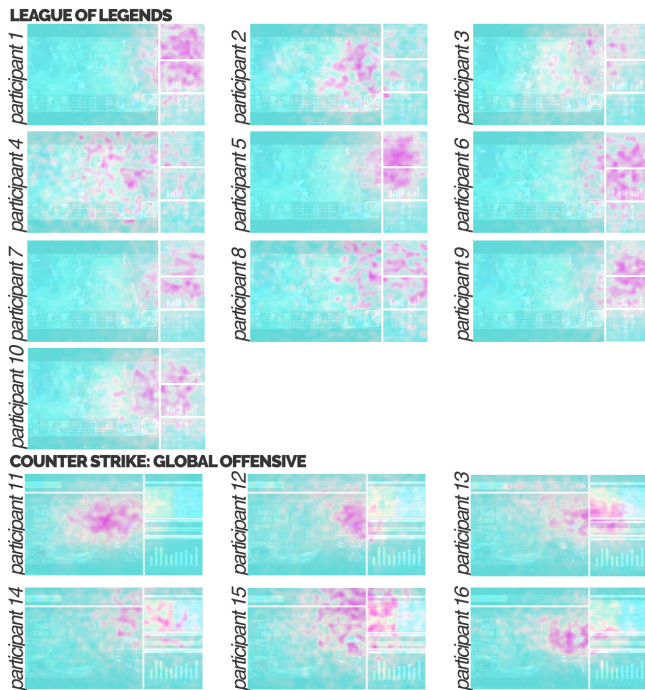 LEAGUE OF LEGENDS
participant 1
participant 2
participant 3
participant 4
participant 5
participant 6
participant 7
participant 8
participant 9
participant 10
COUNTER STRIKE: GLOBAL OFFENSIVE
participant 11
participant 12
participant 13
participant 14
participant 15
participant 16